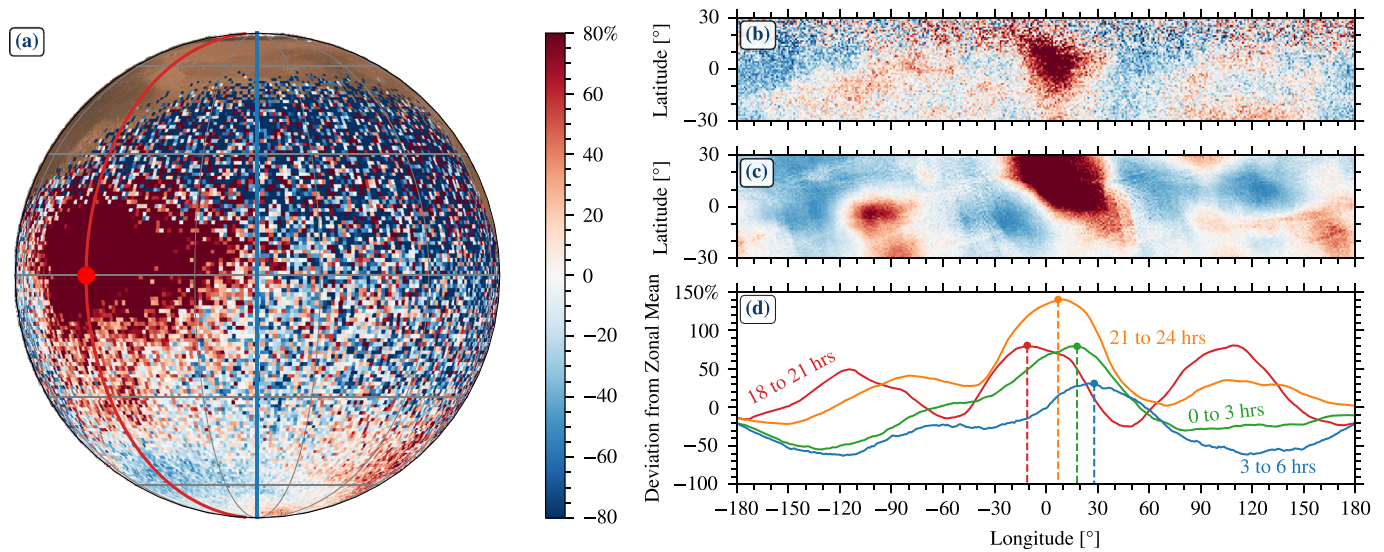 (a)
80%
60
40
20
0
−20
−40
−60
−80
(b)
Latitude [°]
30
0
−30
(c)
Latitude [°]
30
0
−30
(d)
Deviation from Zonal Mean
150%
100
50
0
−50
−100
18 to 21 hrs
21 to 24 hrs
0 to 3 hrs
3 to 6 hrs
−180 −150 −120 −90 −60 −30 0 30 60 90 120 150 180
Longitude [°]